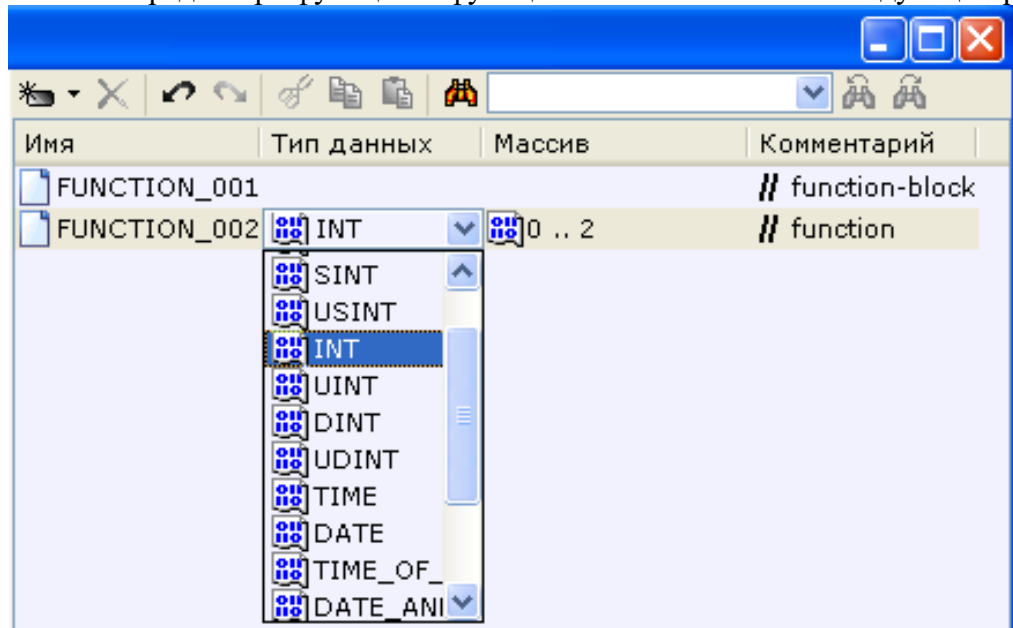 Имя Тип данных Массив Комментарий
FUNCTION_001 // function-block
FUNCTION_002 INT 0 .. 2 // function
SINT
USINT
INT
UINT
DINT
UDINT
TIME
DATE
TIME_OF_
DATE_AN